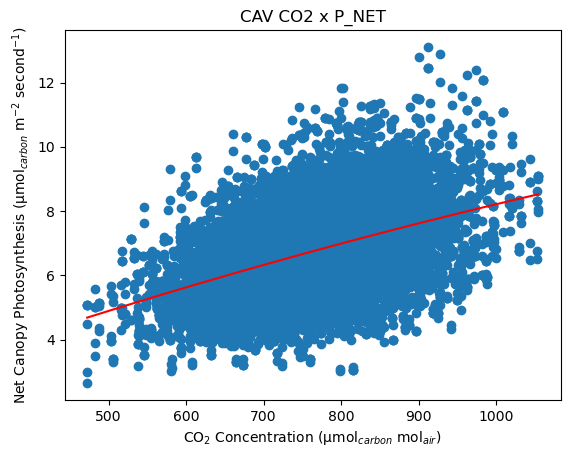 CAV CO2 x P_NET
Net Canopy Photosynthesis (μmol_carbon m⁻² second⁻¹)
12
10
8
6
4
500 600 700 800 900 1000
CO₂ Concentration (μmol_carbon mol_air)